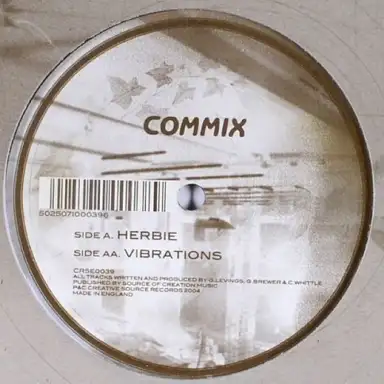 COMMIX
5025071000396
SIDE A. HERBIE
SIDE AA. VIBRATIONS
CRSE0039
ALL TRACKS WRITTEN AND PRODUCED BY G. LEVINGS, G. BREWER & C. WHITTLE.
PUBLISHED BY SOURCE OF CREATION MUSIC
P&C CREATIVE SOURCE RECORDS 2004
MADE IN ENGLAND